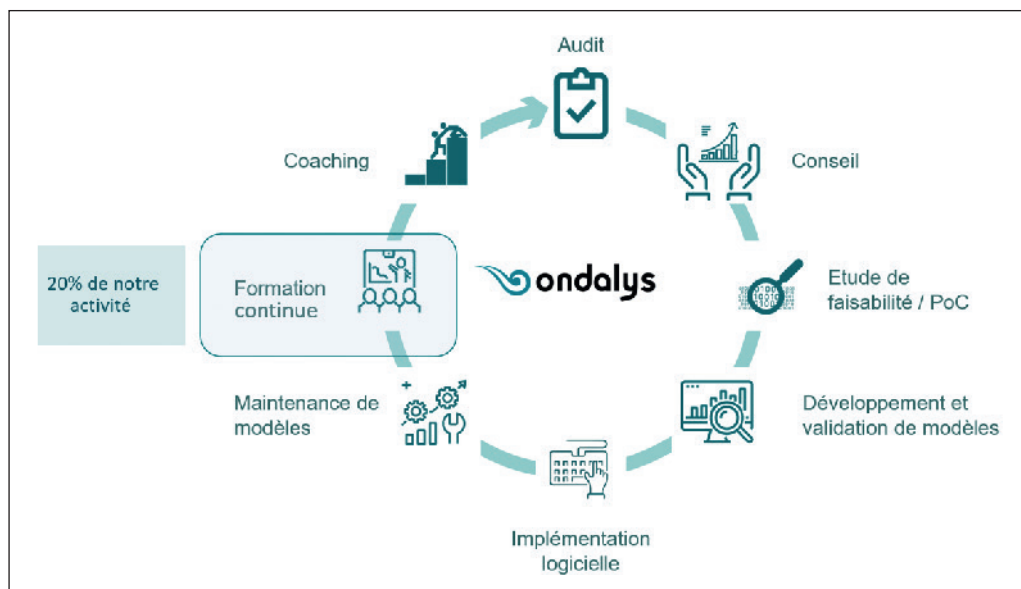 Audit
Conseil
Etude de
faisabilité / PoC
Développement et
validation de modèles
Implémentation
logicielle
Maintenance de
modèles
20% de notre
activité
Formation
continue
Coaching
ondalys